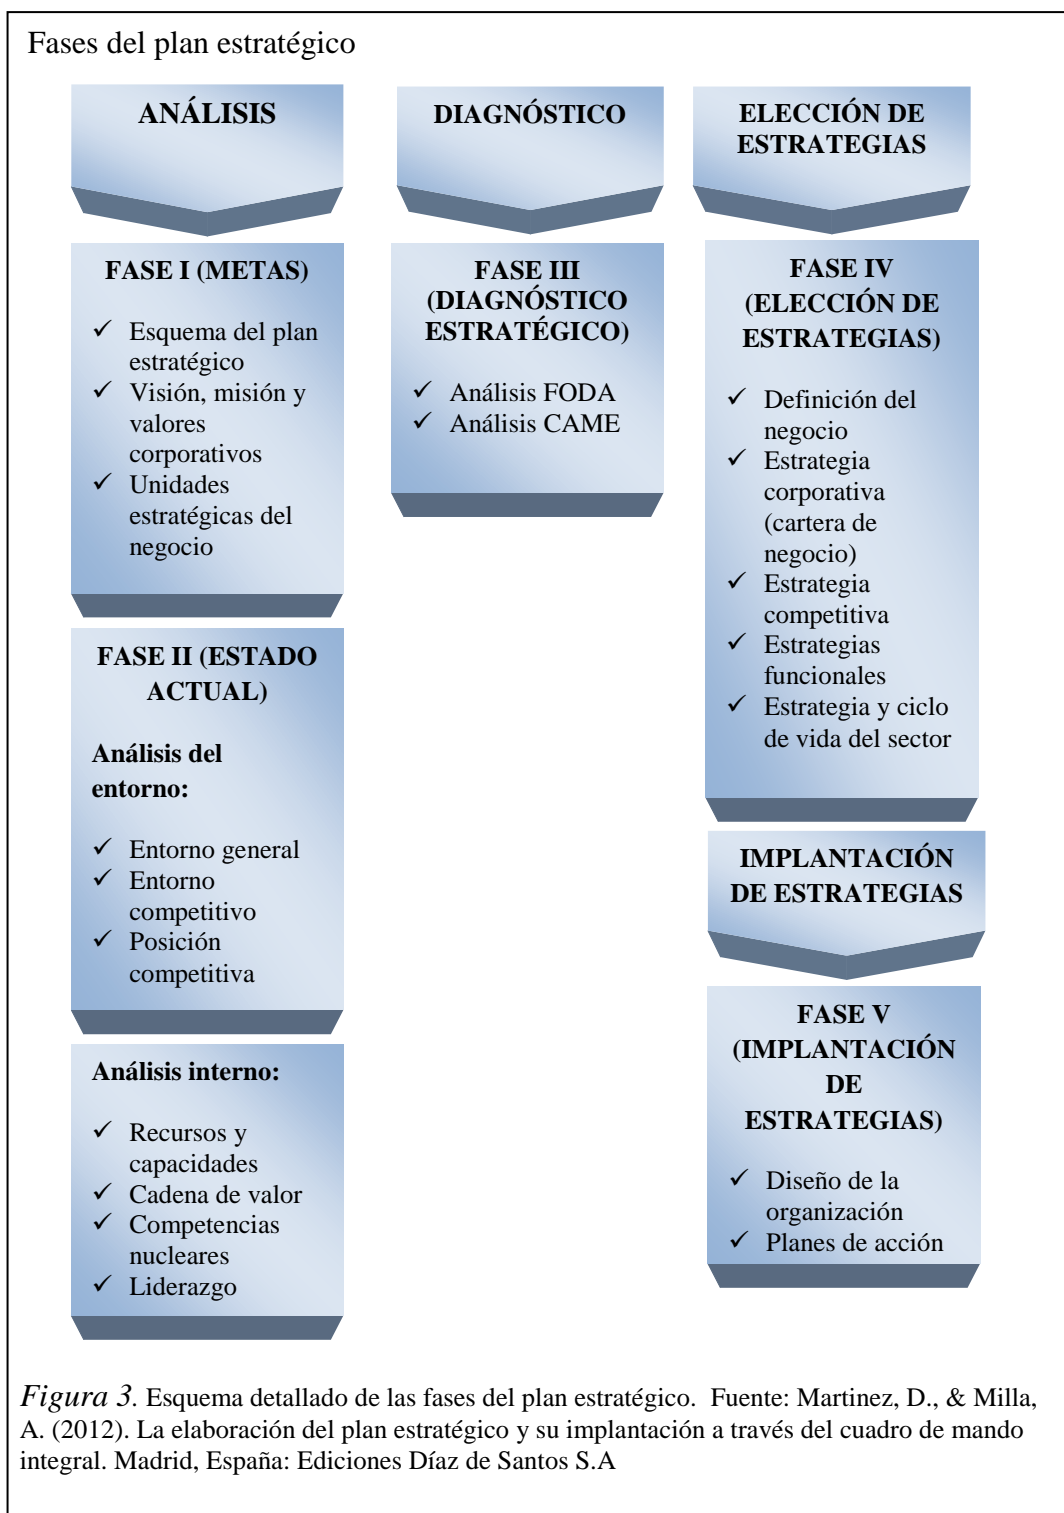 Fases del plan estratégico
ANÁLISIS
FASE I (METAS)
✓ Esquema del plan
estratégico
✓ Visión, misión y
valores
corporativos
✓ Unidades
estratégicas del
negocio
FASE II (ESTADO
ACTUAL)
Análisis del
entorno:
✓ Entorno general
✓ Entorno
competitivo
✓ Posición
competitiva
Análisis interno:
✓ Recursos y
capacidades
✓ Cadena de valor
✓ Competencias
nucleares
✓ Liderazgo
DIAGNÓSTICO
FASE III
(DIAGNÓSTICO
ESTRATÉGICO)
✓ Análisis FODA
✓ Análisis CAME
ELECCIÓN DE
ESTRATEGIAS
FASE IV
(ELECCIÓN DE
ESTRATEGIAS)
✓ Definición del
negocio
✓ Estrategia
corporativa
(cartera de
negocio)
✓ Estrategia
competitiva
✓ Estrategias
funcionales
✓ Estrategia y ciclo
de vida del sector
IMPLANTACIÓN
DE ESTRATEGIAS
FASE V
(IMPLANTACIÓN
DE
ESTRATEGIAS)
✓ Diseño de la
organización
✓ Planes de acción
Figura 3. Esquema detallado de las fases del plan estratégico. Fuente: Martinez, D., & Milla,
A. (2012). La elaboración del plan estratégico y su implantación a través del cuadro de mando
integral. Madrid, España: Ediciones Díaz de Santos S.A